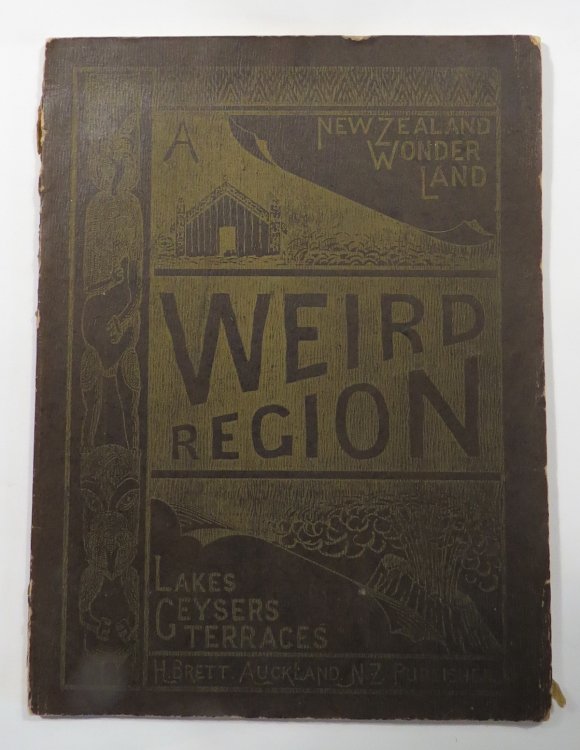 A
NEW ZEALAND
WONDER
LAND
WEIRD
REGION
LAKES
GEYSERS
TERRACES
H. BRETT. AUCKLAND, N.Z. PUBLISHER